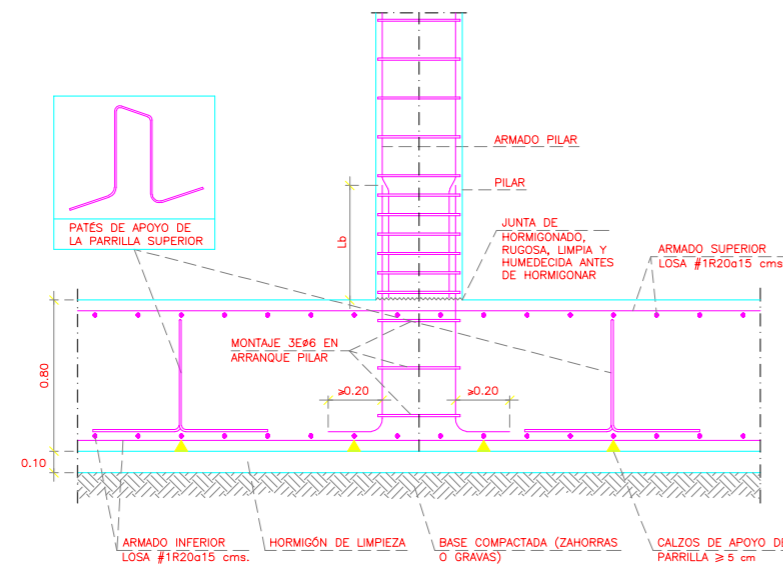 ARMADO PILAR
PILAR
PATÉS DE APOYO DE
LA PARRILLA SUPERIOR
Lb
JUNTA DE
HORMIGONADO,
RUGOSA, LIMPIA Y
HUMEDECIDA ANTES
DE HORMIGONAR
ARMADO SUPERIOR
LOSA #1R20a15 cms
MONTAJE 3Eø6 EN
ARRANQUE PILAR
0.80
≥0.20
≥0.20
0.10
ARMADO INFERIOR
LOSA #1R20a15 cms.
HORMIGÓN DE LIMPIEZA
BASE COMPACTADA (ZAHORRAS
O GRAVAS)
CALZOS DE APOYO DE
PARRILLA ≥ 5 cm